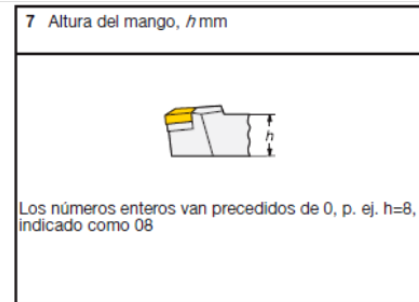 7 Altura del mango, h mm
h
Los números enteros van precedidos de 0, p. ej. h=8,
indicado como 08